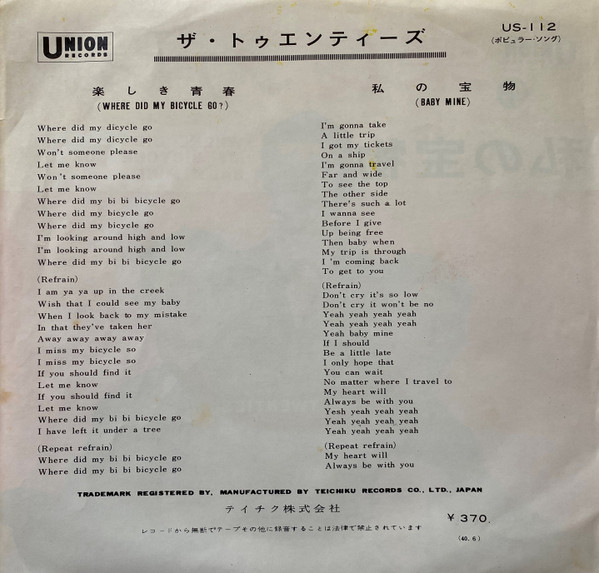 UNION
RECORDS
ザ・トゥエンティーズ
US-112
(ポピュラー・ソング)
楽しき青春
(WHERE DID MY BICYCLE GO?)
Where did my dicycle go
Where did my dicycle go
Won't someone please
Let me know
Won't someone please
Let me know
Where did my bi bi bicycle go
Where did my bicycle go
Where did my bicycle go
I'm looking around high and low
I'm looking around high and low
Where did my bi bi bicycle go
(Refrain)
I am ya ya up in the creek
Wish that I could see my baby
When I look back to my mistake
In that they've taken her
Away away away away
I miss my bicycle so
I miss my bicycle so
If you should find it
Let me know
If you should find it
Let me know
Where did my bi bi bicycle go
I have left it under a tree
(Repeat refrain)
Where did my bi bi bicycle go
Where did my bi bi bicycle go
私の宝物
(BABY MINE)
I'm gonna take
A little trip
I got my tickets
On a ship
I'm gonna travel
Far and wide
To see the top
The other side
There's such a lot
I wanna see
Before I give
Up being free
Then baby when
My trip is through
I 'm coming back
To get to you
(Refrain)
Don't cry it's so low
Don't cry it won't be no
Yeah yeah yeah yeah
Yeah yeah yeah yeah
Yeah baby mine
If I should
Be a little late
I only hope that
You can wait
No matter where I travel to
My heart will
Always be with you
Yesh yeah yeah yeah
Yeah yeah yeah yeah
Yeah yeah yeah yeah
(Repeat refrain)
My heart will
Always be with you
TRADEMARK REGISTERED BY, MANUFACTURED BY TEICHIKU RECORDS CO., LTD., JAPAN
テイチク株式会社
¥370.
レコードから無断でテープその他に録音することは法律で禁止されています
(40.6)